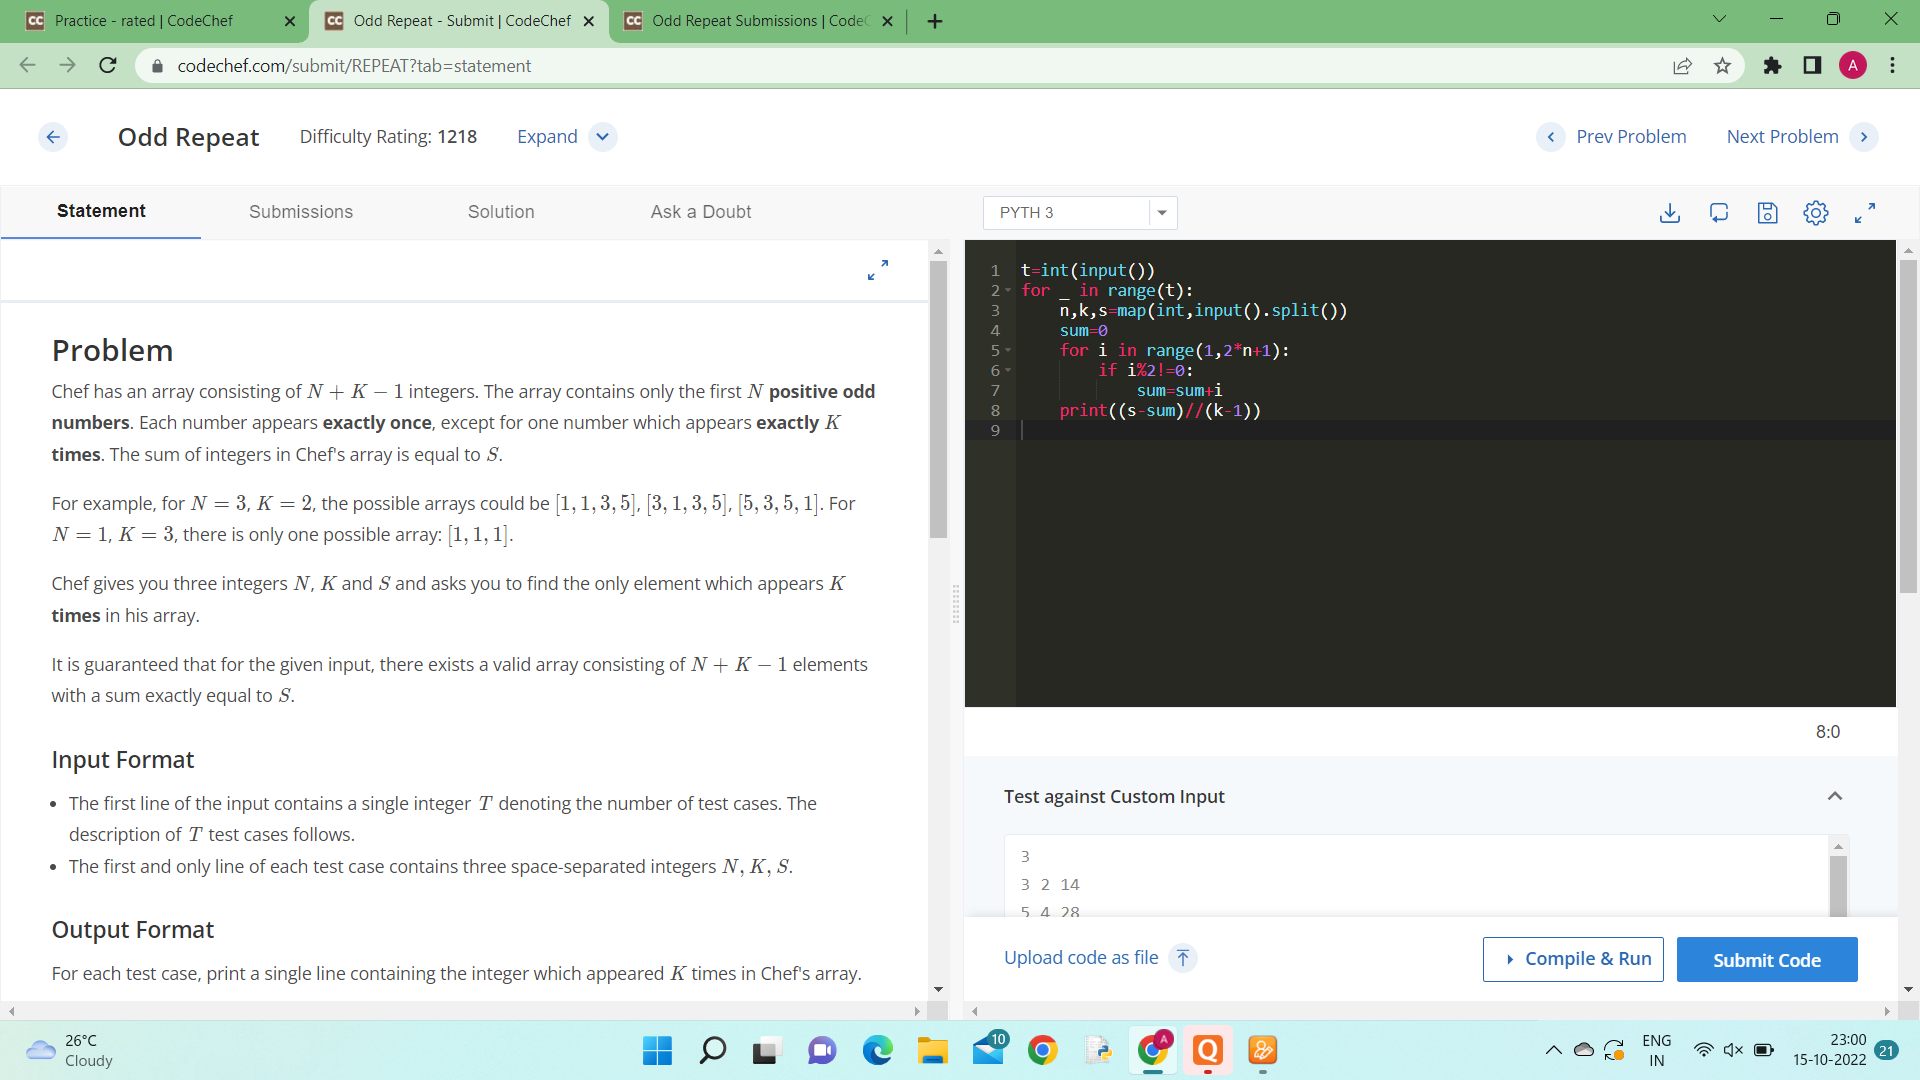 Practice - rated | CodeChef
Odd Repeat - Submit | CodeChef
Odd Repeat Submissions | CodeC
codechef.com/submit/REPEAT?tab=statement
A
Odd Repeat
Difficulty Rating: 1218
Expand
Prev Problem
Next Problem
Statement
Submissions
Solution
Ask a Doubt
PYTH 3
Problem
Chef has an array consisting of N + K − 1 integers. The array contains only the first N positive odd
numbers. Each number appears exactly once, except for one number which appears exactly K
times. The sum of integers in Chef's array is equal to S.
For example, for N = 3, K = 2, the possible arrays could be [1, 1, 3, 5], [3, 1, 3, 5], [5, 3, 5, 1]. For
N = 1, K = 3, there is only one possible array: [1, 1, 1].
Chef gives you three integers N, K and S and asks you to find the only element which appears K
times in his array.
It is guaranteed that for the given input, there exists a valid array consisting of N + K − 1 elements
with a sum exactly equal to S.
Input Format
• The first line of the input contains a single integer T denoting the number of test cases. The
description of T test cases follows.
• The first and only line of each test case contains three space-separated integers N, K, S.
Output Format
For each test case, print a single line containing the integer which appeared K times in Chef's array.
1 t=int(input())
2 for _ in range(t):
3     n,k,s=map(int,input().split())
4     sum=0
5     for i in range(1,2*n+1):
6         if i%2!=0:
7             sum=sum+i
8     print((s-sum)//(k-1))
9
8:0
Test against Custom Input
3
3 2 14
5 4 28
Upload code as file
Compile & Run
Submit Code
26°C
Cloudy
10
A
Q
ENG
IN
23:00
15-10-2022
21